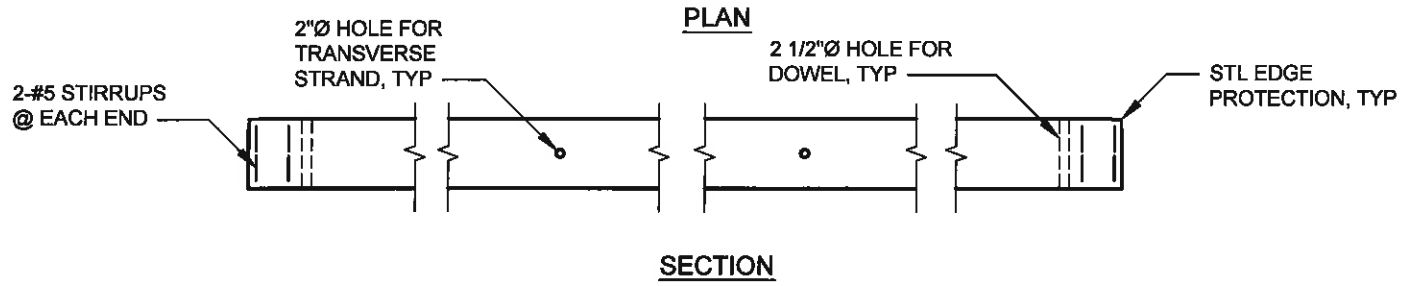 PLAN
2"Ø HOLE FOR
TRANSVERSE
STRAND, TYP
2 1/2"Ø HOLE FOR
DOWEL, TYP
STL EDGE
PROTECTION, TYP
2-#5 STIRRUPS
@ EACH END
SECTION